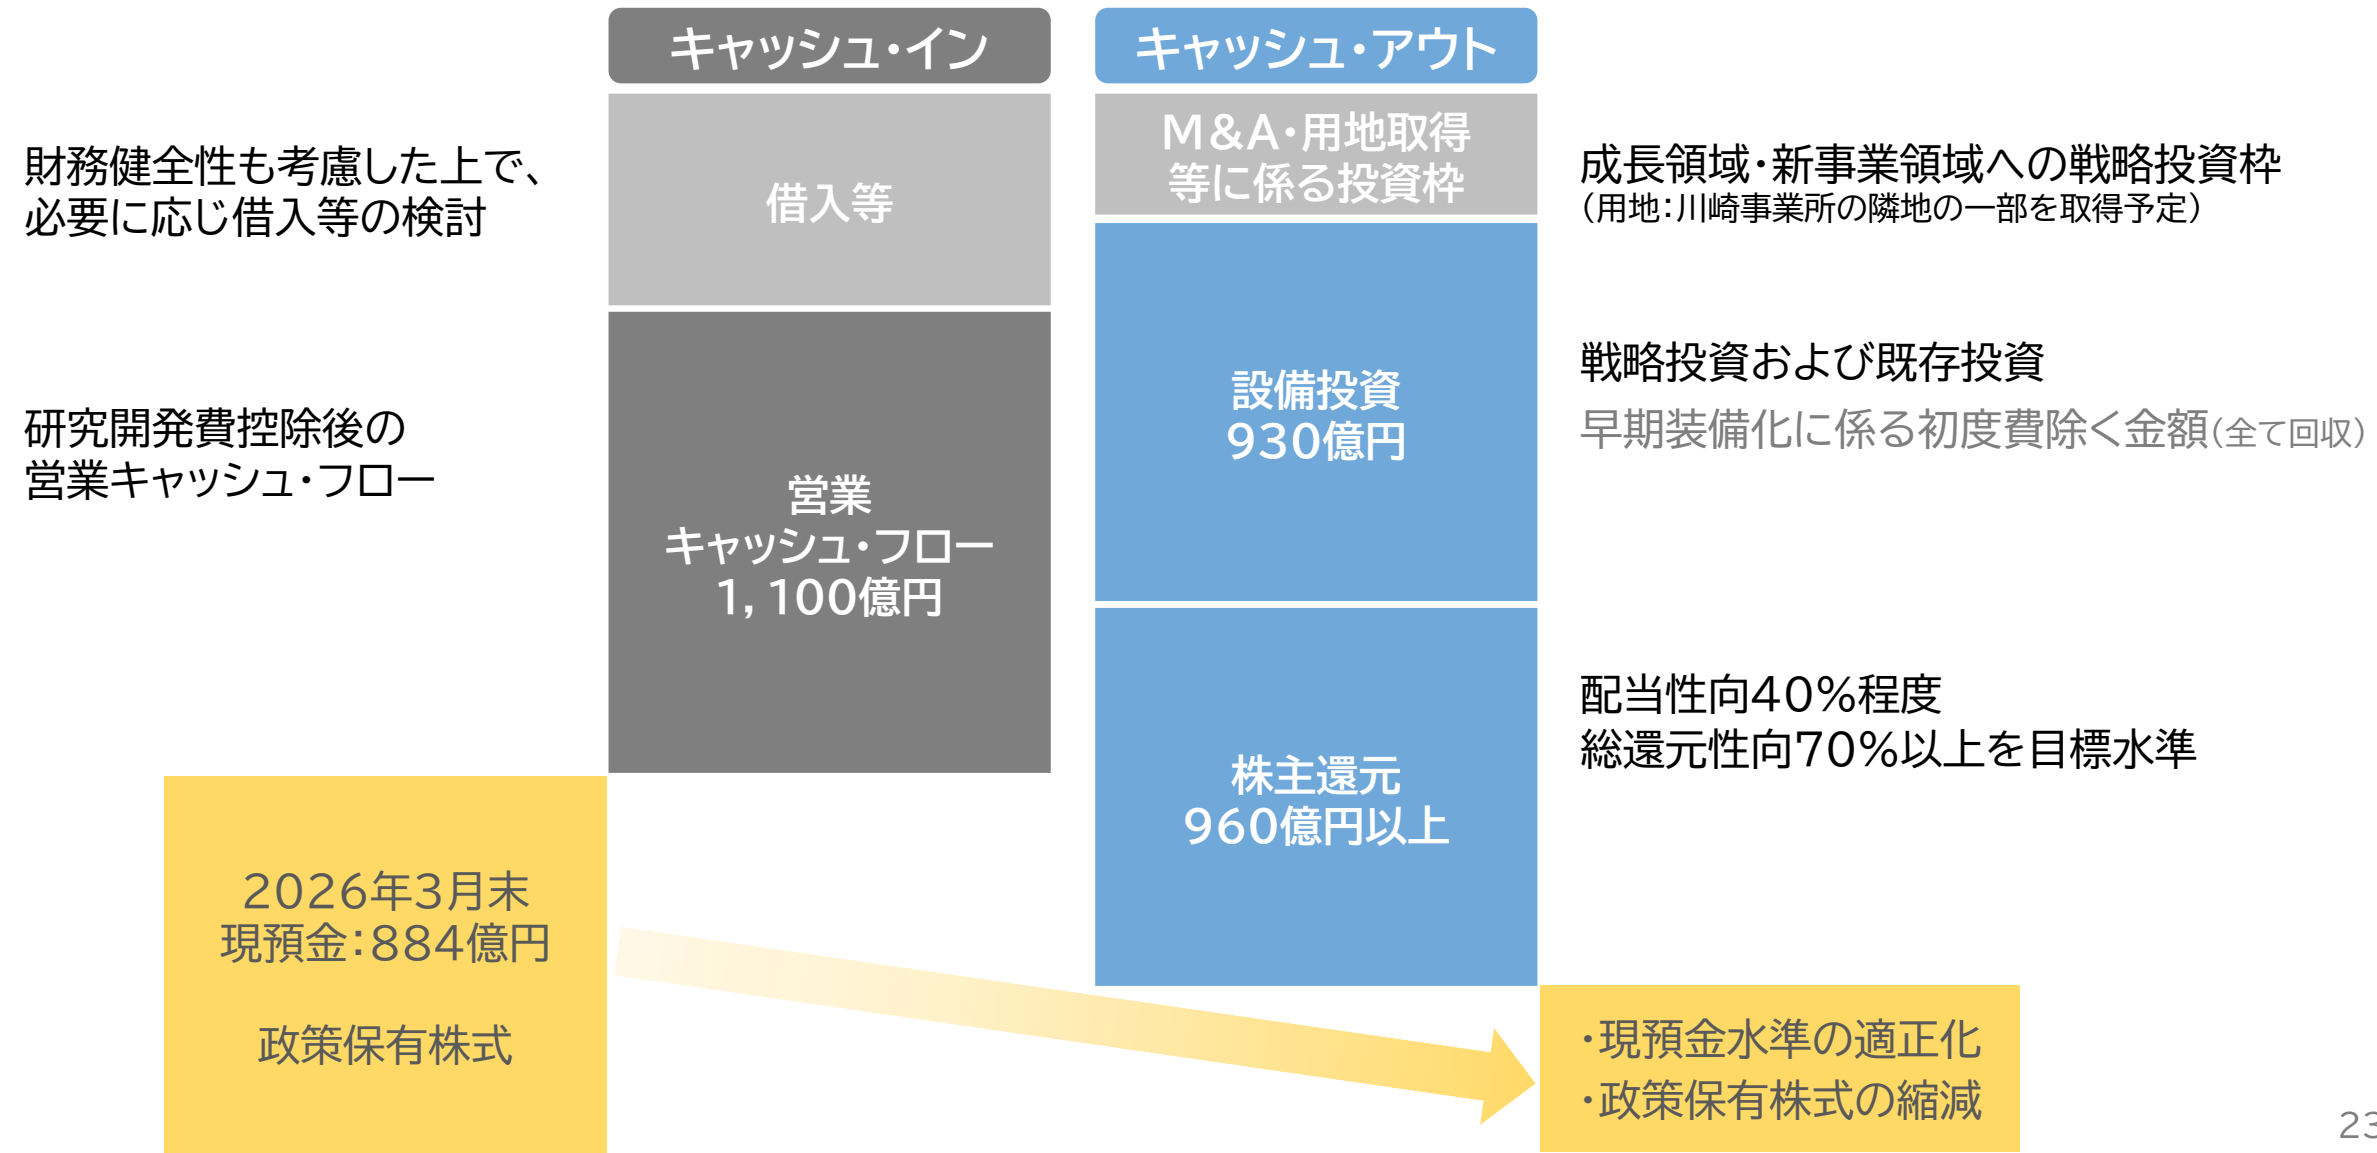 キャッシュ・イン
キャッシュ・アウト
財務健全性も考慮した上で、
必要に応じ借入等の検討
借入等
M&A・用地取得
等に係る投資枠
成長領域・新事業領域への戦略投資枠
（用地：川崎事業所の隣地の一部を取得予定）
研究開発費控除後の
営業キャッシュ・フロー
営業
キャッシュ・フロー
1,100億円
設備投資
930億円
戦略投資および既存投資
早期装備化に係る初度費除く金額（全て回収）
株主還元
960億円以上
配当性向40%程度
総還元性向70%以上を目標水準
2026年3月末
現預金：884億円
政策保有株式
・現預金水準の適正化
・政策保有株式の縮減
23